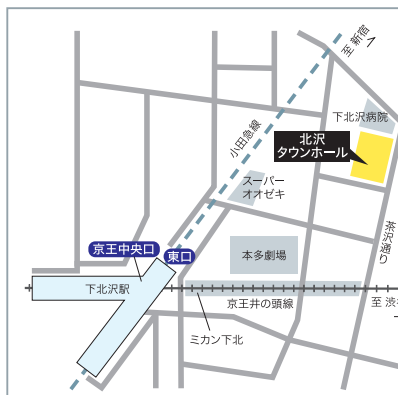 至 新宿
小田急線
下北沢病院
北沢
タウンホール
スーパー
オオゼキ
茶沢通り
京王中央口
東口
本多劇場
下北沢駅
京王井の頭線
至 渋
ミカン下北